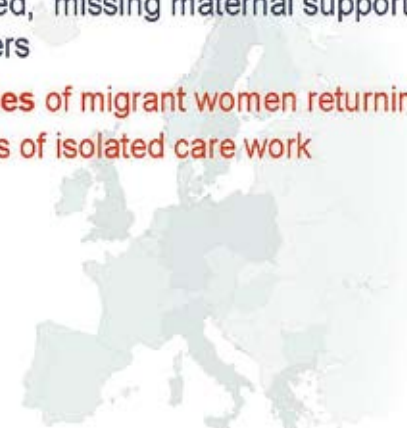 ed, missing maternal support
ers
es of migrant women returnin
s of isolated care work